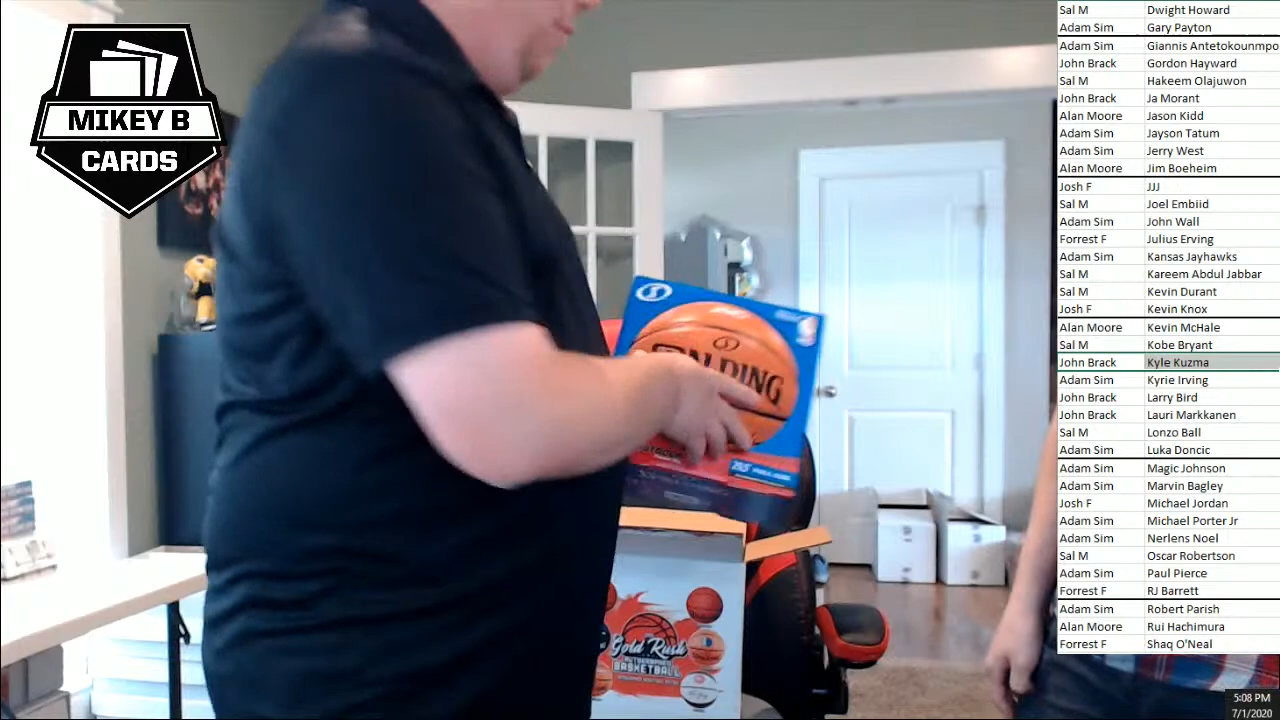 MIKEY B
CARDS
SPALDING
29.5"
Gold Rush
AUTOGRAPHED
BASKETBALL
Sal M Dwight Howard
Adam Sim Gary Payton
Adam Sim Giannis Antetokounmpo
John Brack Gordon Hayward
Sal M Hakeem Olajuwon
John Brack Ja Morant
Alan Moore Jason Kidd
Adam Sim Jayson Tatum
Adam Sim Jerry West
Alan Moore Jim Boeheim
Josh F JJJ
Sal M Joel Embiid
Adam Sim John Wall
Forrest F Julius Erving
Adam Sim Kansas Jayhawks
Sal M Kareem Abdul Jabbar
Sal M Kevin Durant
Josh F Kevin Knox
Alan Moore Kevin McHale
Sal M Kobe Bryant
John Brack Kyle Kuzma
Adam Sim Kyrie Irving
John Brack Larry Bird
John Brack Lauri Markkanen
Sal M Lonzo Ball
Adam Sim Luka Doncic
Adam Sim Magic Johnson
Adam Sim Marvin Bagley
Josh F Michael Jordan
Adam Sim Michael Porter Jr
Adam Sim Nerlens Noel
Sal M Oscar Robertson
Adam Sim Paul Pierce
Forrest F RJ Barrett
Adam Sim Robert Parish
Alan Moore Rui Hachimura
Forrest F Shaq O'Neal
5:08 PM
7/1/2020